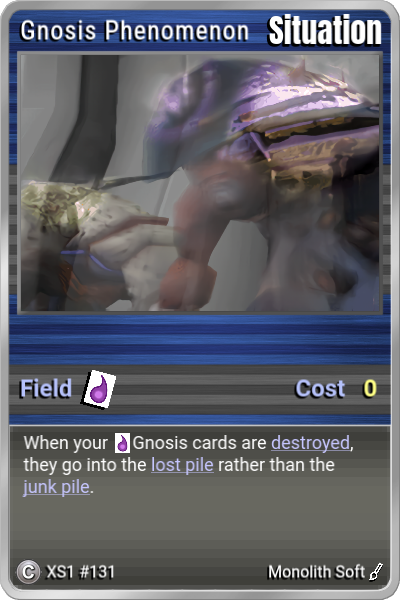 Gnosis Phenomenon Situation
Field Cost 0
When your Gnosis cards are destroyed,
they go into the lost pile rather than the
junk pile.
C XS1 #131 Monolith Soft